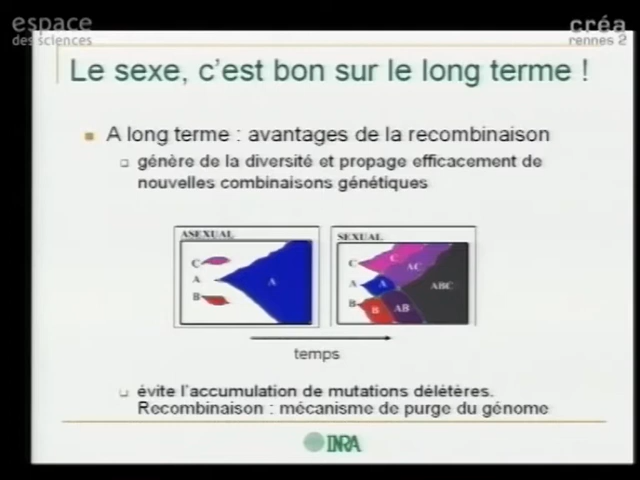 espace
des sciences
créa
rennes 2
Le sexe, c'est bon sur le long terme !
A long terme : avantages de la recombinaison
génère de la diversité et propage efficacement de
nouvelles combinaisons génétiques
ASEXUAL
C
A
B
A
SEXUAL
C
A
B
C
AC
A
ABC
B
AB
temps
évite l'accumulation de mutations délétères.
Recombinaison : mécanisme de purge du génome
INRA